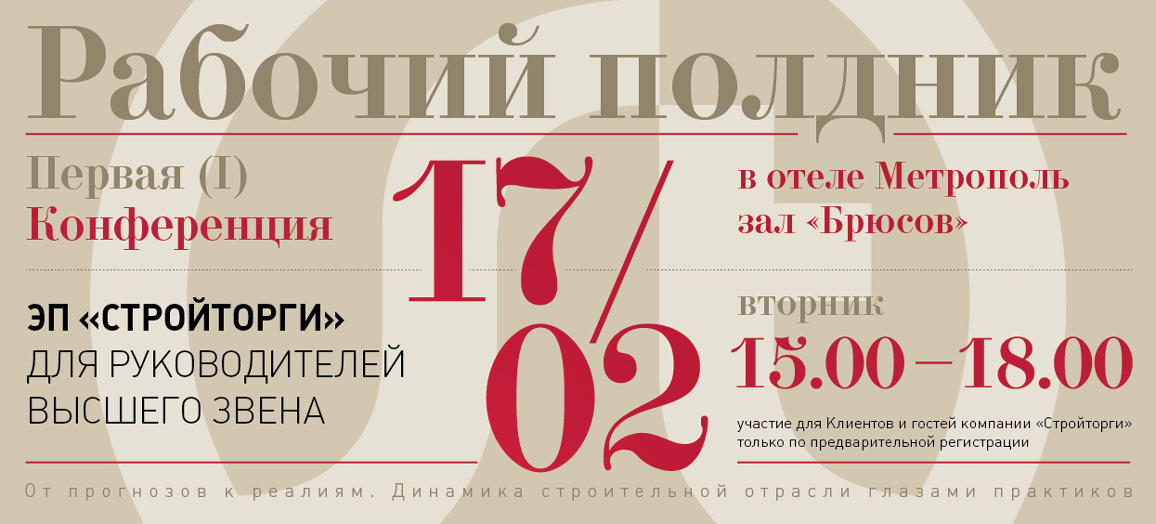 Рабочий полдник
Первая (I)
Конференция
17/
02
в отеле Метрополь
зал «Брюсов»
ЭП «СТРОЙТОРГИ»
ДЛЯ РУКОВОДИТЕЛЕЙ
ВЫСШЕГО ЗВЕНА
вторник
15.00–18.00
участие для Клиентов и гостей компании «Стройторги»
только по предварительной регистрации
От прогнозов к реалиям. Динамика строительной отрасли глазами практиков